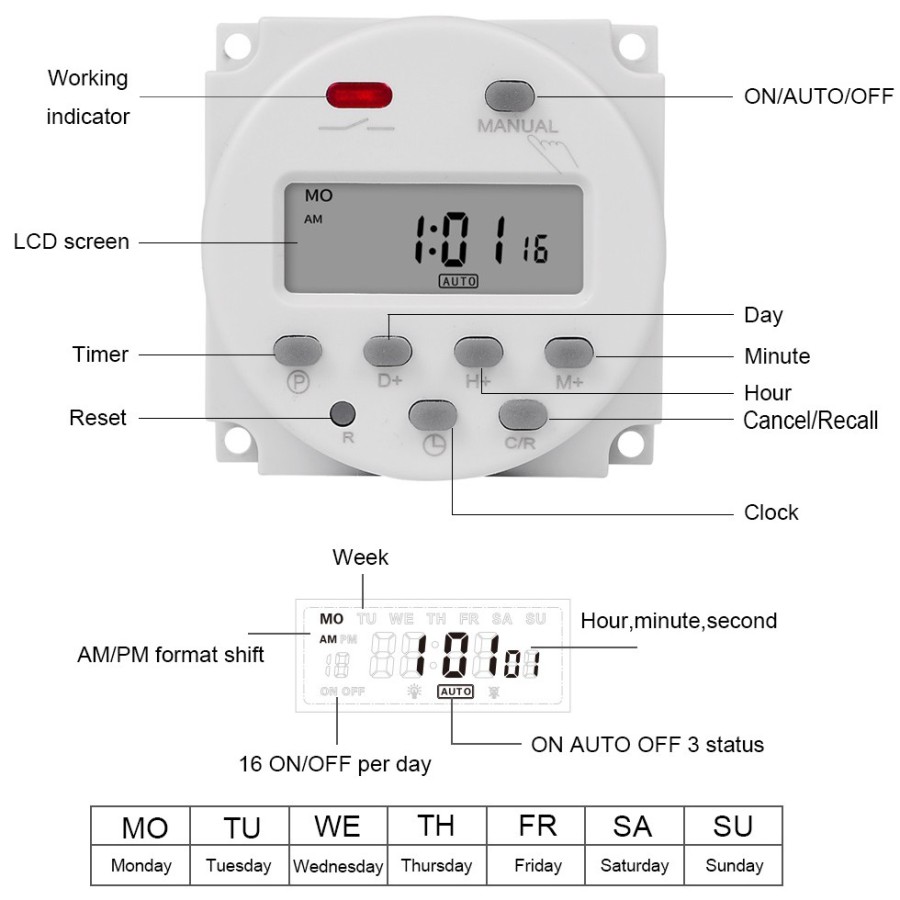 Working
indicator
ON/AUTO/OFF
MANUAL
MO
AM
1:01 16
AUTO
LCD screen
Day
Timer
Minute
P
D+
H+
M+
Hour
Reset
Cancel/Recall
R
C/R
Clock
Week
MO TU WE TH FR SA SU
Hour,minute,second
AM PM
AM/PM format shift
18 1:01 01
ON OFF
AUTO
ON AUTO OFF 3 status
16 ON/OFF per day
MO TU WE TH FR SA SU
Monday Tuesday Wednesday Thursday Friday Saturday Sunday